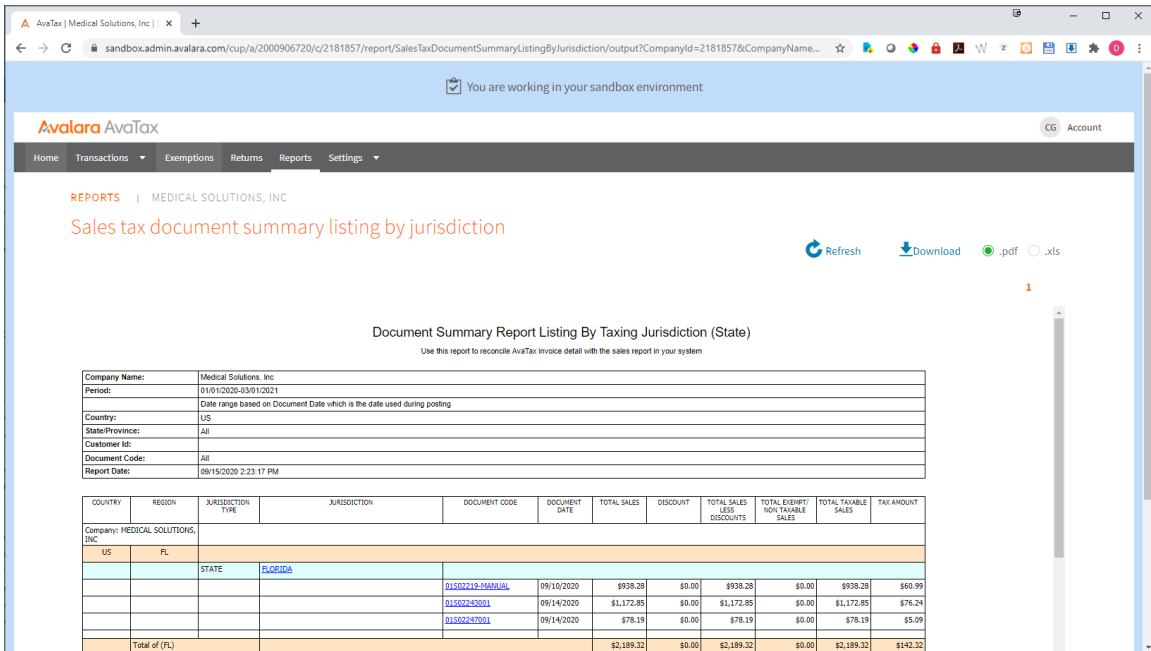 AvaTax | Medical Solutions, Inc |
sandbox.admin.avalara.com/cup/a/2000906720/c/2181857/report/SalesTaxDocumentSummaryListingByJurisdiction/output?CompanyId=2181857&CompanyName...
You are working in your sandbox environment
Avalara AvaTax
CG Account
Home Transactions Exemptions Returns Reports Settings
REPORTS | MEDICAL SOLUTIONS, INC
Sales tax document summary listing by jurisdiction
Refresh Download .pdf .xls
1
Document Summary Report Listing By Taxing Jurisdiction (State)
Use this report to reconcile AvaTax invoice detail with the sales report in your system
Company Name: Medical Solutions, Inc
Period: 01/01/2020-03/01/2021
Date range based on Document Date which is the date used during posting
Country: US
State/Province: All
Customer Id:
Document Code: All
Report Date: 09/15/2020 2:23:17 PM
COUNTRY REGION JURISDICTION TYPE JURISDICTION DOCUMENT CODE DOCUMENT DATE TOTAL SALES DISCOUNT TOTAL SALES LESS DISCOUNTS TOTAL EXEMPT/ NON TAXABLE SALES TOTAL TAXABLE SALES TAX AMOUNT
Company: MEDICAL SOLUTIONS, INC
US FL
STATE FLORIDA
01S02219-MANUAL 09/10/2020 $938.28 $0.00 $938.28 $0.00 $938.28 $60.99
01S02243001 09/14/2020 $1,172.85 $0.00 $1,172.85 $0.00 $1,172.85 $76.24
01S02247001 09/14/2020 $78.19 $0.00 $78.19 $0.00 $78.19 $5.09
Total of (FL) $2,189.32 $0.00 $2,189.32 $0.00 $2,189.32 $142.32